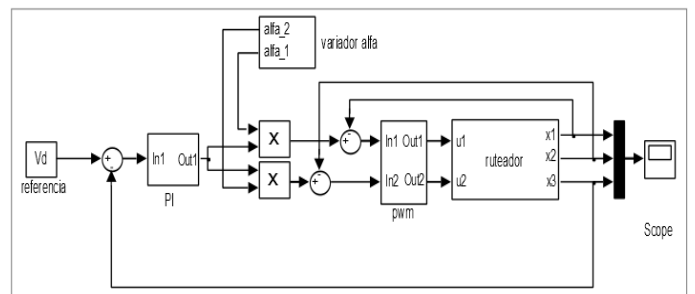 alfa_2
alfa_1
variador alfa
Vd
referencia
+
In1 Out1
PI
X
X
+
-
+
-
In1 Out1
In2 Out2
pwm
u1
u2
ruteador
x1
x2
x3
Scope